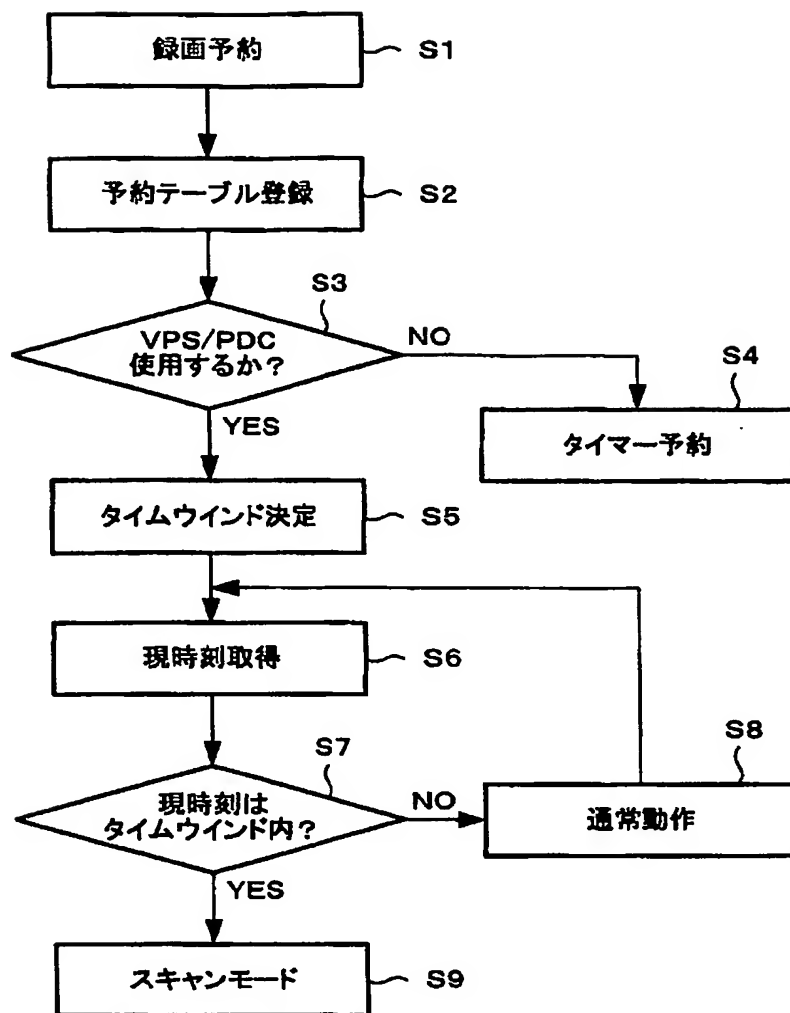 録画予約
S1
予約テーブル登録
S2
S3
VPS/PDC
使用するか？
NO
YES
S4
タイマー予約
タイムウインド決定
S5
現時刻取得
S6
S7
現時刻は
タイムウインド内？
NO
YES
S8
通常動作
スキャンモード
S9